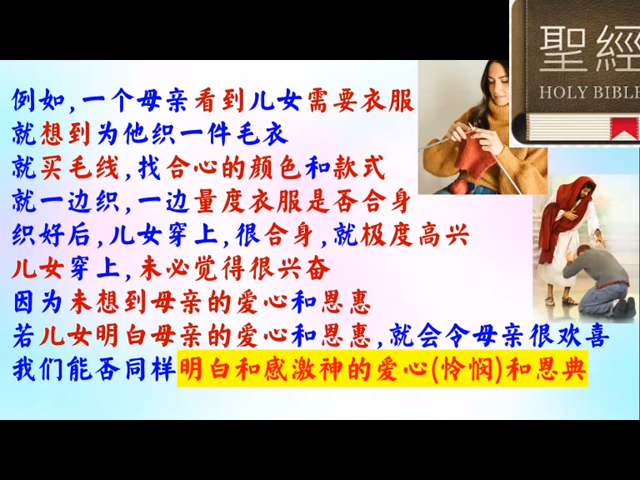 聖經
HOLY BIBLE
例如,一个母亲看到儿女需要衣服
就想到为他织一件毛衣
就买毛线,找合心的颜色和款式
就一边织,一边量度衣服是否合身
织好后,儿女穿上,很合身,就极度高兴
儿女穿上,未必觉得很兴奋
因为未想到母亲的爱心和恩惠
若儿女明白母亲的爱心和恩惠,就会令母亲很欢喜
我们能否同样明白和感激神的爱心(怜悯)和恩典